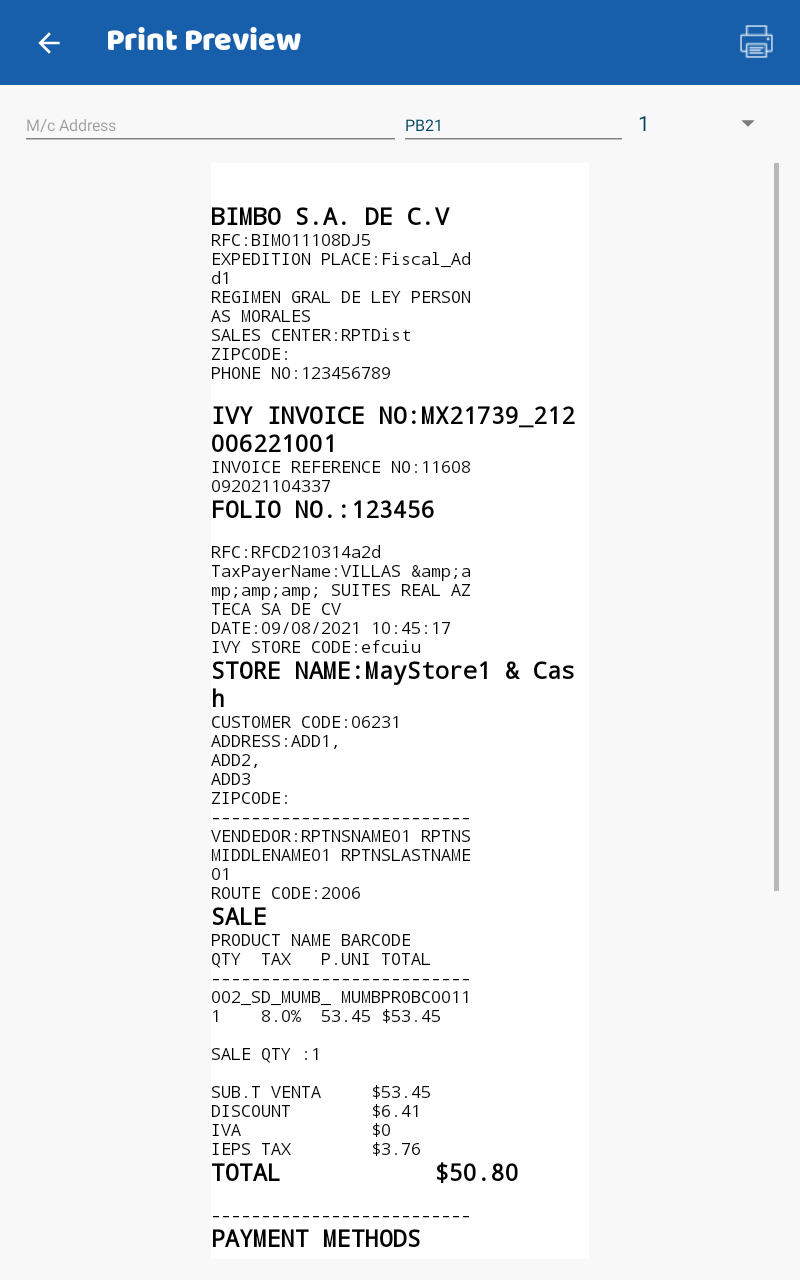 Print Preview
M/c Address
PB21
1
BIMBO S.A. DE C.V
RFC:BIM011108DJ5
EXPEDITION PLACE:Fiscal_Ad
d1
REGIMEN GRAL DE LEY PERSON
AS MORALES
SALES CENTER:RPTDist
ZIPCODE:
PHONE NO:123456789
IVY INVOICE NO:MX21739_212
006221001
INVOICE REFERENCE NO:11608
092021104337
FOLIO NO.:123456
RFC:RFCD210314a2d
TaxPayerName:VILLAS &amp;a
mp;amp;amp; SUITES REAL AZ
TECA SA DE CV
DATE:09/08/2021 10:45:17
IVY STORE CODE:efcuiu
STORE NAME:MayStore1 & Cas
h
CUSTOMER CODE:06231
ADDRESS:ADD1,
ADD2,
ADD3
ZIPCODE:
--------------------------
VENDEDOR:RPTNSNAME01 RPTNS
MIDDLENAME01 RPTNSLASTNAME
01
ROUTE CODE:2006
SALE
PRODUCT NAME BARCODE
QTY  TAX   P.UNI TOTAL
--------------------------
002_SD_MUMB_ MUMBPROBC0011
1    8.0%  53.45 $53.45
SALE QTY :1
SUB.T VENTA     $53.45
DISCOUNT        $6.41
IVA             $0
IEPS TAX        $3.76
TOTAL           $50.80
--------------------------
PAYMENT METHODS